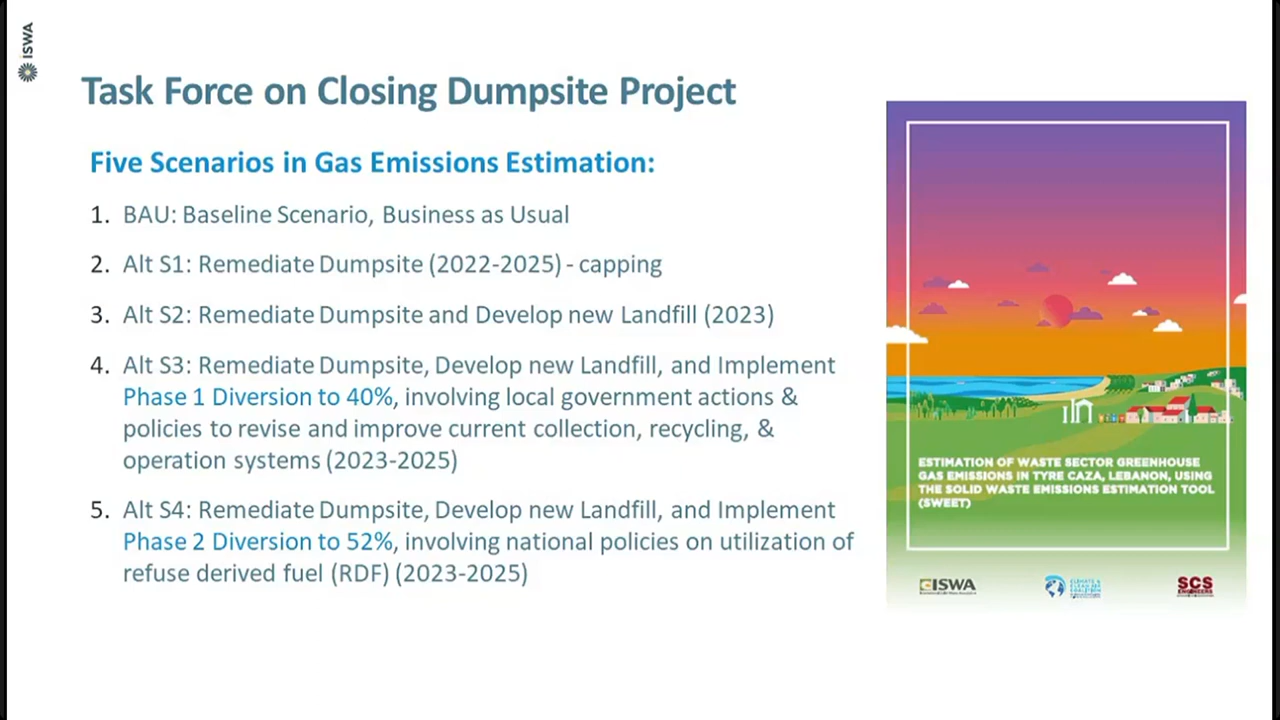 ISWA
Task Force on Closing Dumpsite Project
Five Scenarios in Gas Emissions Estimation:
1. BAU: Baseline Scenario, Business as Usual
2. Alt S1: Remediate Dumpsite (2022-2025) - capping
3. Alt S2: Remediate Dumpsite and Develop new Landfill (2023)
4. Alt S3: Remediate Dumpsite, Develop new Landfill, and Implement
Phase 1 Diversion to 40%, involving local government actions &
policies to revise and improve current collection, recycling, &
operation systems (2023-2025)
5. Alt S4: Remediate Dumpsite, Develop new Landfill, and Implement
Phase 2 Diversion to 52%, involving national policies on utilization of
refuse derived fuel (RDF) (2023-2025)
ESTIMATION OF WASTE SECTOR GREENHOUSE
GAS EMISSIONS IN TYRE CAZA, LEBANON, USING
THE SOLID WASTE EMISSIONS ESTIMATION TOOL
(SWEET)
ISWA
CLIMATE &
CLEAN AIR
COALITION
SCS
ENGINEERS